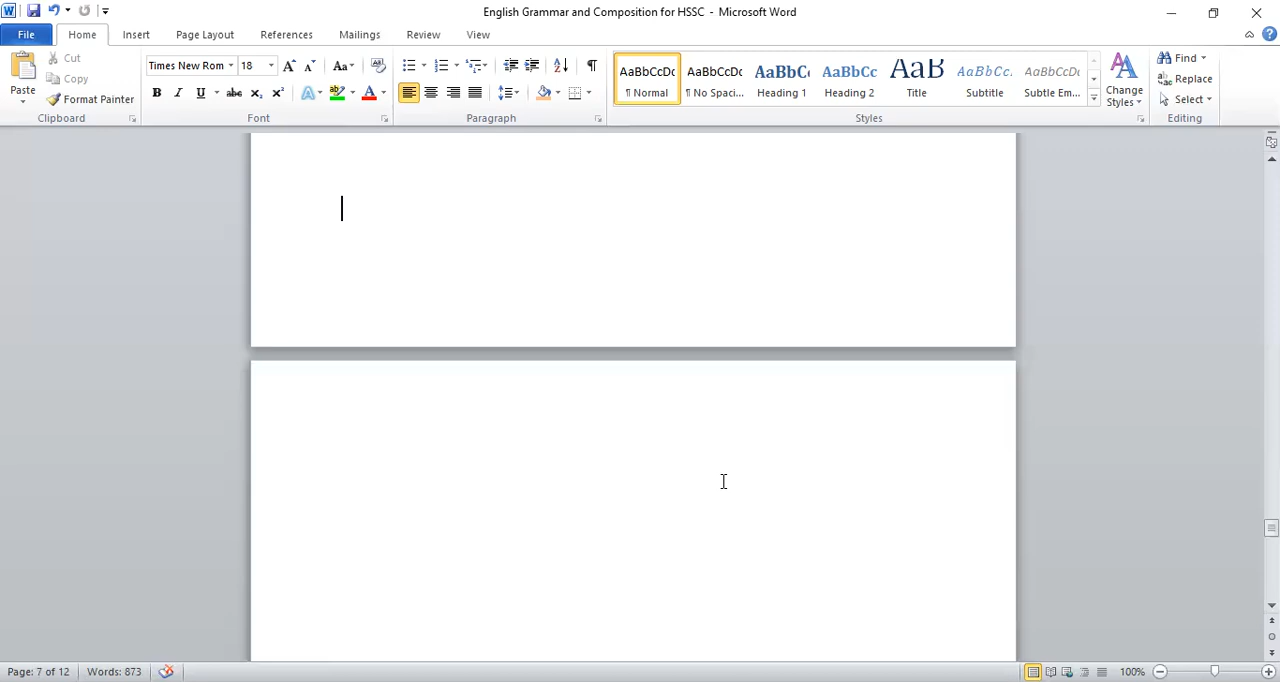 English Grammar and Composition for HSSC - Microsoft Word
File Home Insert Page Layout References Mailings Review View
Paste
Cut
Copy
Format Painter
Clipboard
Times New Rom 18
Font
Paragraph
AaBbCcDc AaBbCcDc AaBbC AaBbCc AaB AaBbCc. AaBbCcDc
¶ Normal ¶ No Spaci... Heading 1 Heading 2 Title Subtitle Subtle Em...
Change
Styles
Styles
Find
Replace
Select
Editing
Page: 7 of 12 Words: 873
100%